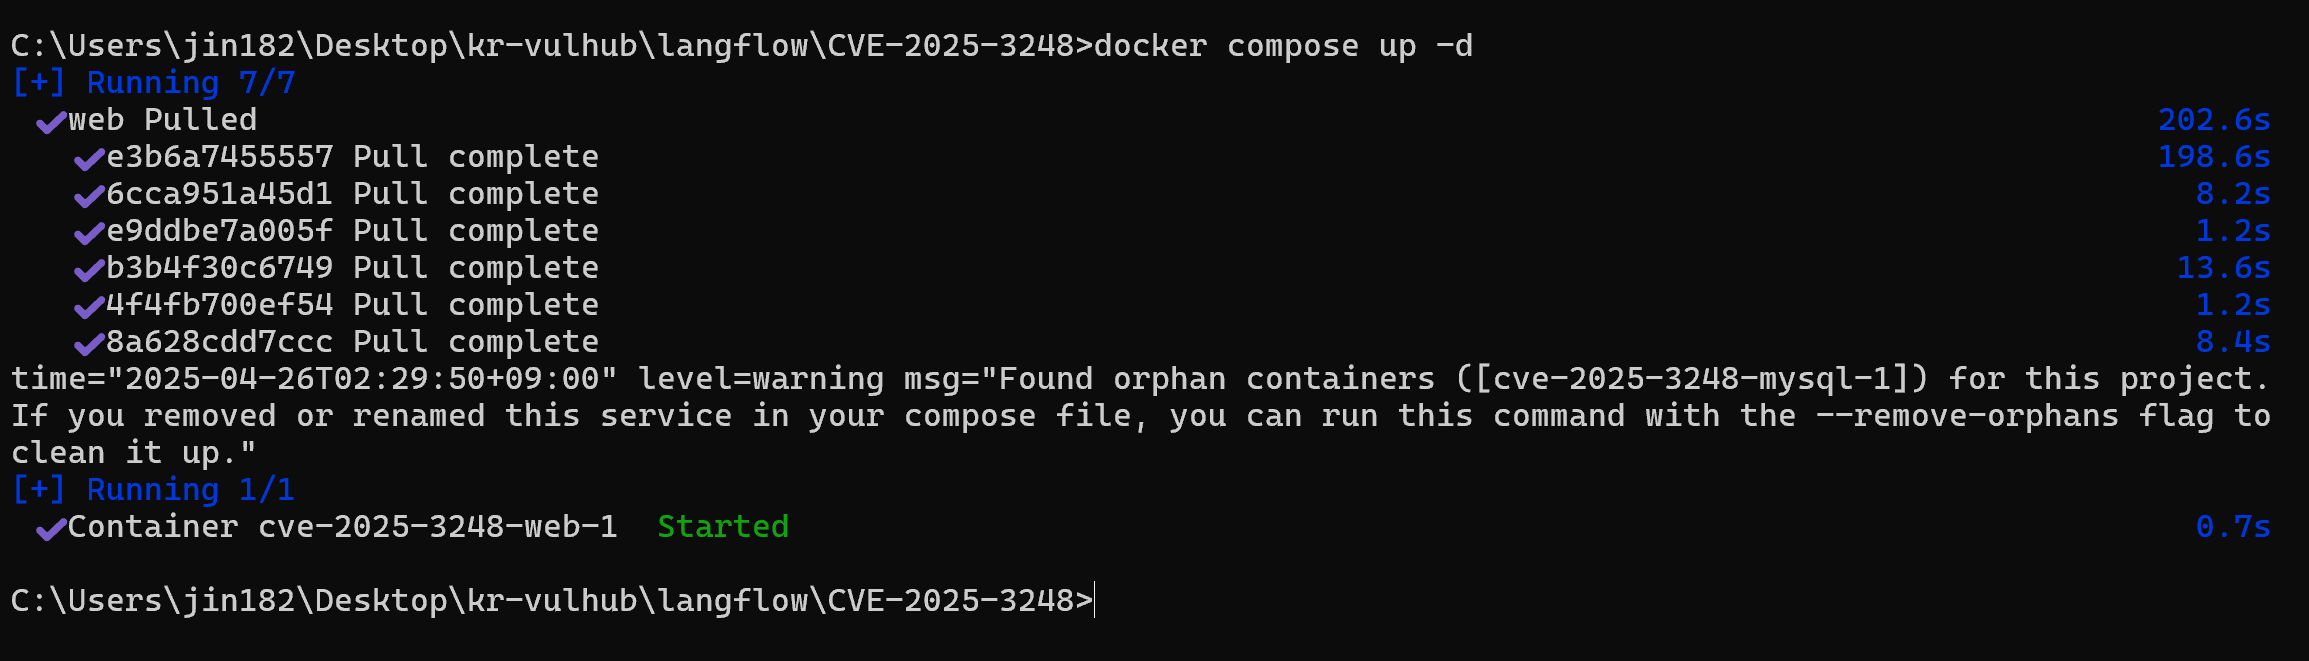 C:\Users\jin182\Desktop\kr-vulhub\langflow\CVE-2025-3248>docker compose up -d
[+] Running 7/7
✔web Pulled 202.6s
✔e3b6a7455557 Pull complete 198.6s
✔6cca951a45d1 Pull complete 8.2s
✔e9ddbe7a005f Pull complete 1.2s
✔b3b4f30c6749 Pull complete 13.6s
✔4f4fb700ef54 Pull complete 1.2s
✔8a628cdd7ccc Pull complete 8.4s
time="2025-04-26T02:29:50+09:00" level=warning msg="Found orphan containers ([cve-2025-3248-mysql-1]) for this project.
If you removed or renamed this service in your compose file, you can run this command with the --remove-orphans flag to
clean it up."
[+] Running 1/1
✔Container cve-2025-3248-web-1  Started 0.7s
C:\Users\jin182\Desktop\kr-vulhub\langflow\CVE-2025-3248>